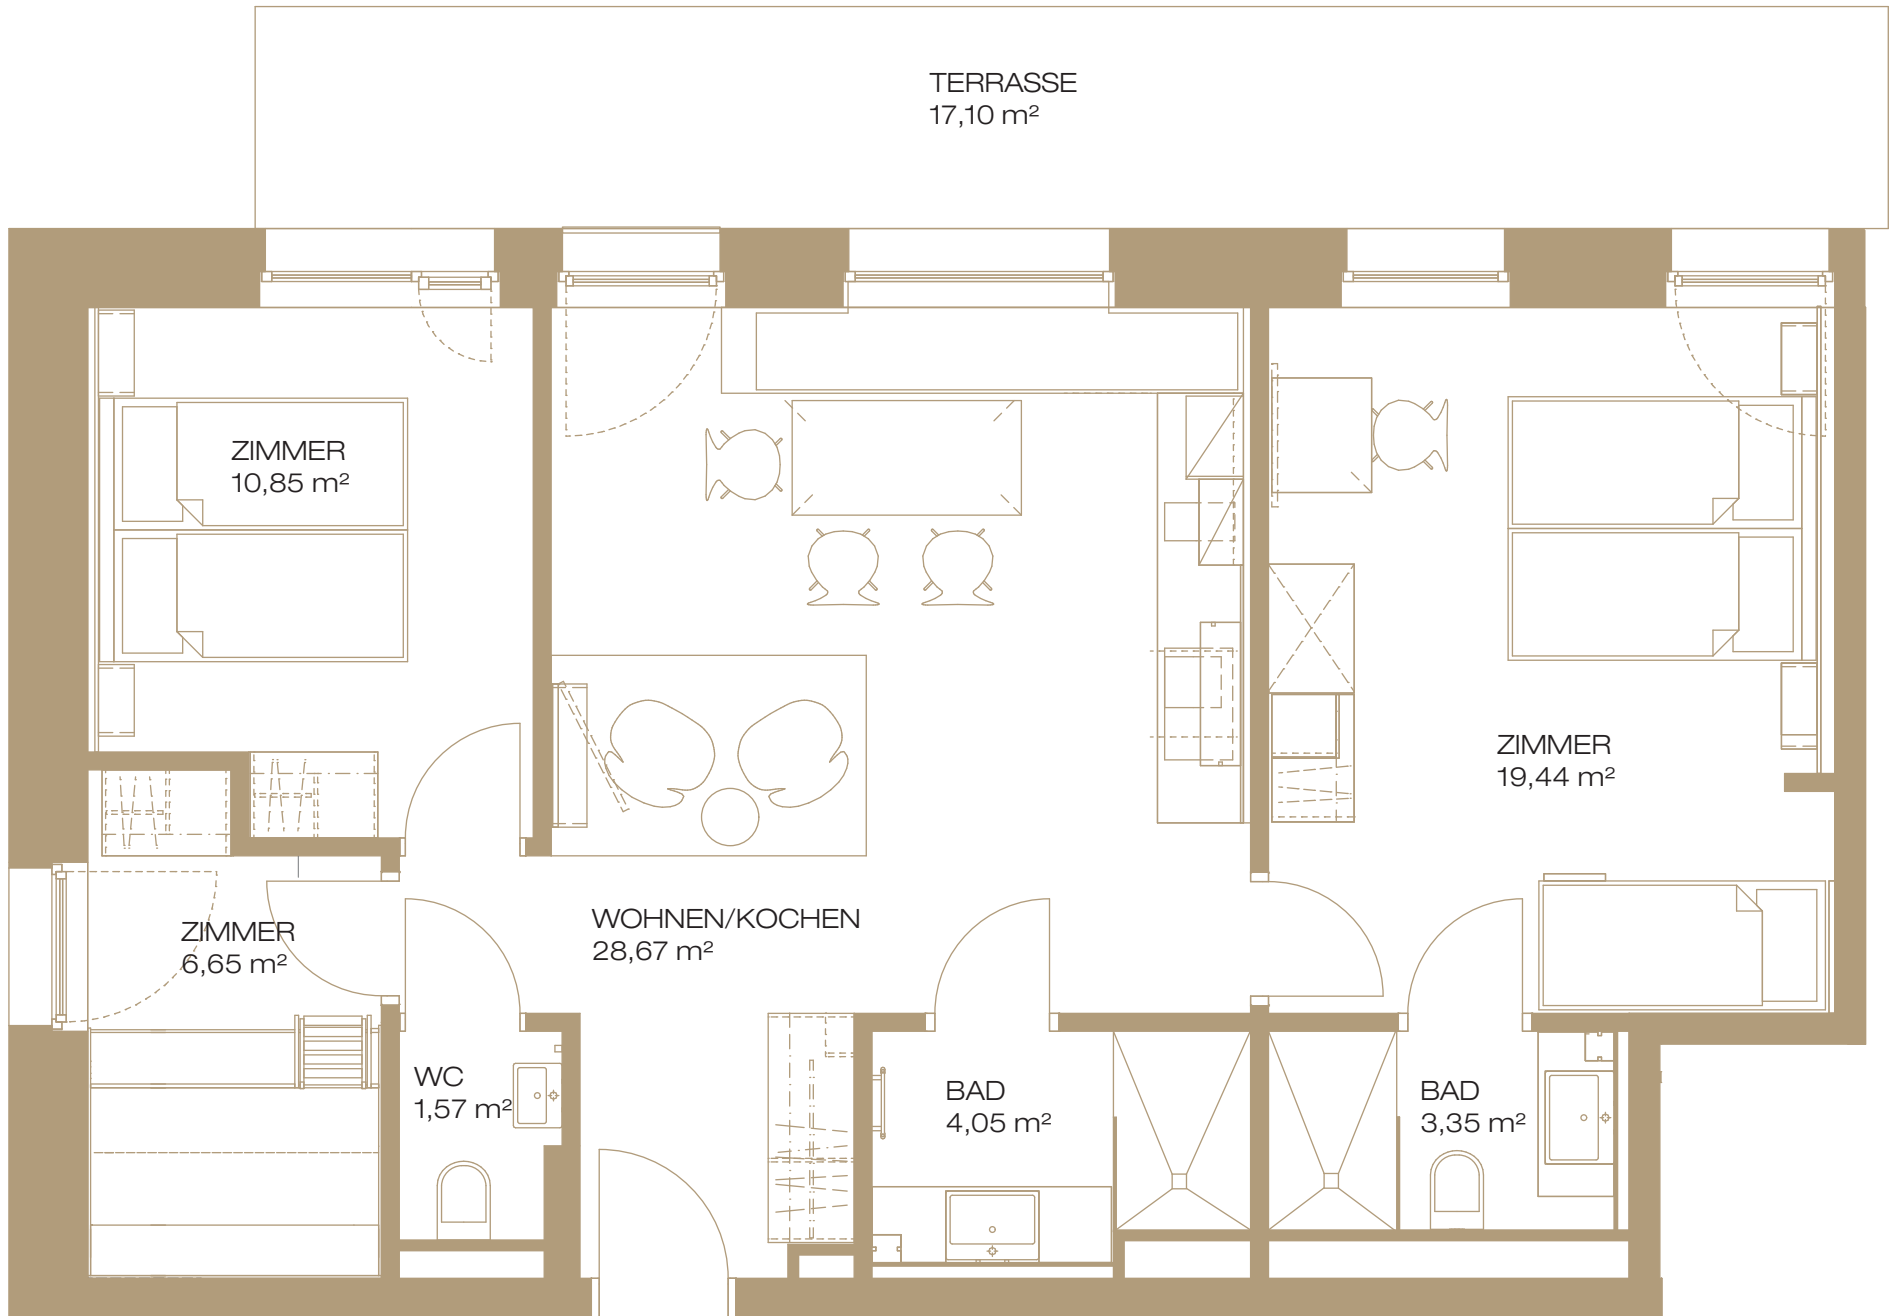 TERRASSE
17,10 m²
ZIMMER
10,85 m²
ZIMMER
19,44 m²
WOHNEN/KOCHEN
28,67 m²
ZIMMER
6,65 m²
WC
1,57 m²
BAD
4,05 m²
BAD
3,35 m²